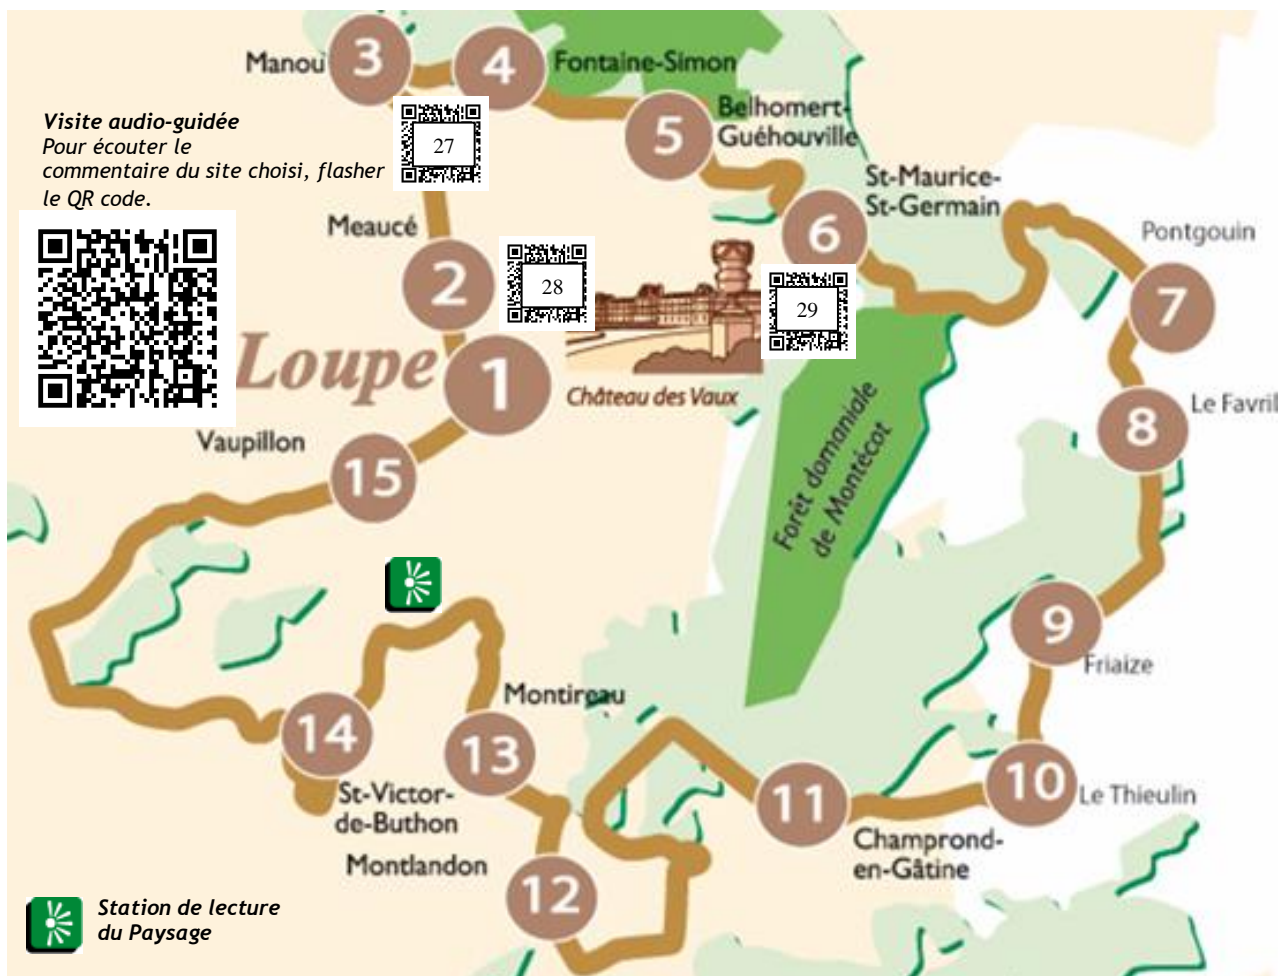 3
4
Manou
Fontaine-Simon
Belhomert-
Guéhouville
5
Visite audio-guidée
Pour écouter le
commentaire du site choisi, flasher
le QR code.
27
St-Maurice-
St-Germain
6
Meaucé
Pontgouin
2
28
29
7
Loupe
1
Château des Vaux
8
Le Favril
Vaupillon
15
Forêt domaniale
de Montécot
9
Friaize
Montireau
14
13
St-Victor-
de-Buthon
10
Le Thieulin
11
Champrond-
en-Gâtine
Montlandon
12
Station de lecture
du Paysage